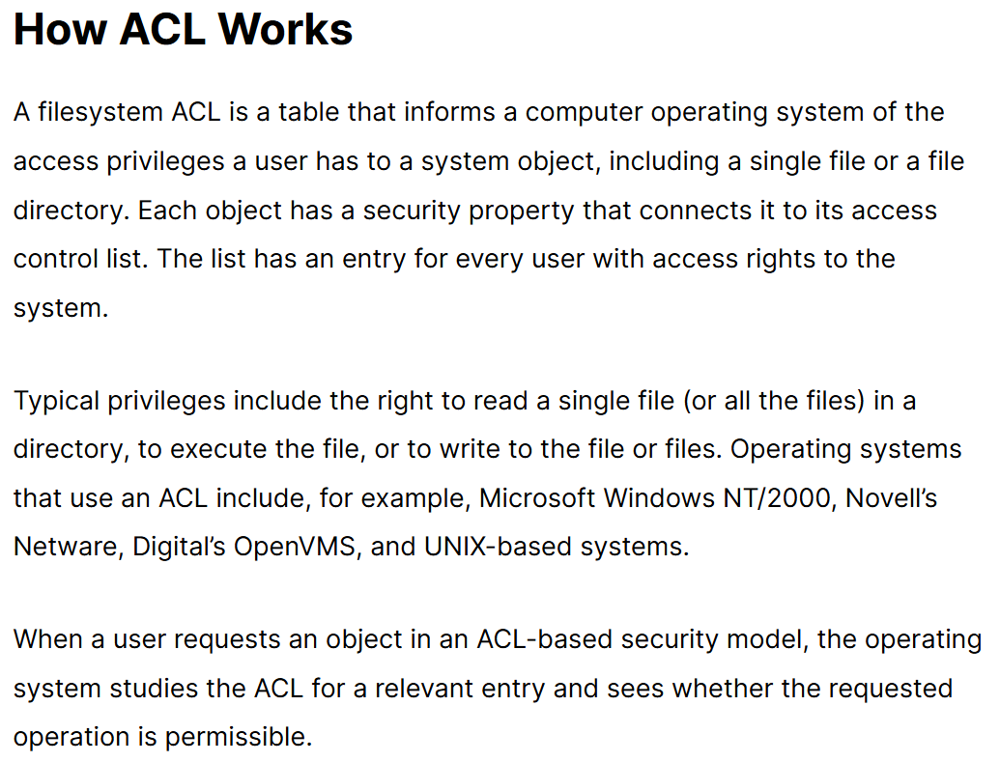 How ACL Works
A filesystem ACL is a table that informs a computer operating system of the
access privileges a user has to a system object, including a single file or a file
directory. Each object has a security property that connects it to its access
control list. The list has an entry for every user with access rights to the
system.
Typical privileges include the right to read a single file (or all the files) in a
directory, to execute the file, or to write to the file or files. Operating systems
that use an ACL include, for example, Microsoft Windows NT/2000, Novell’s
Netware, Digital’s OpenVMS, and UNIX-based systems.
When a user requests an object in an ACL-based security model, the operating
system studies the ACL for a relevant entry and sees whether the requested
operation is permissible.